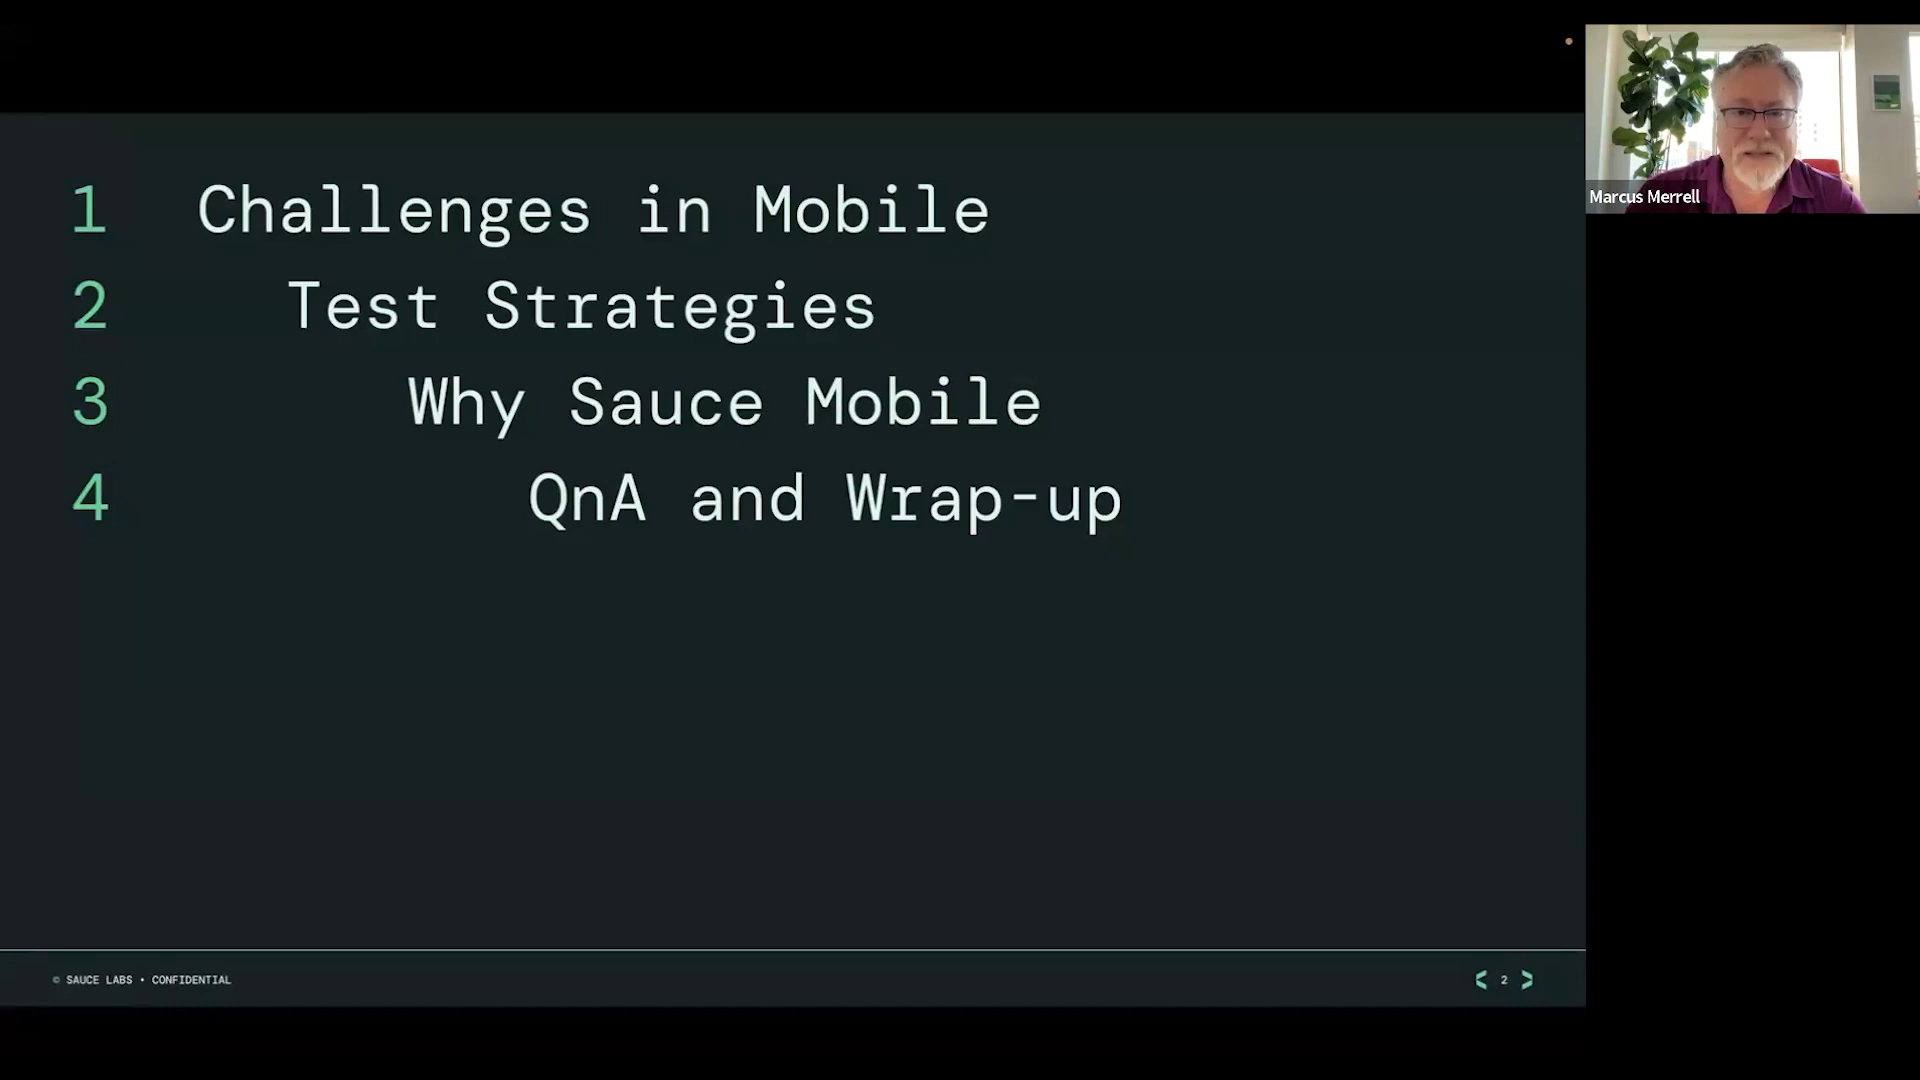 1 Challenges in Mobile
2 Test Strategies
3 Why Sauce Mobile
4 QnA and Wrap-up
Marcus Merrell
© SAUCE LABS • CONFIDENTIAL
< 2 >